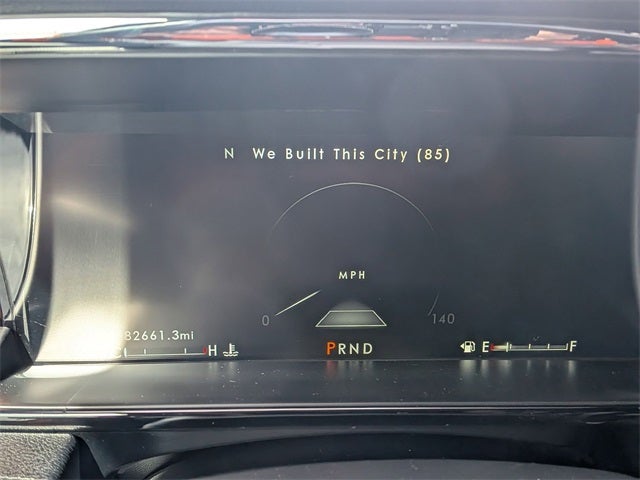 N We Built This City (85)
MPH
0 140
82661.3mi
H PRND E F